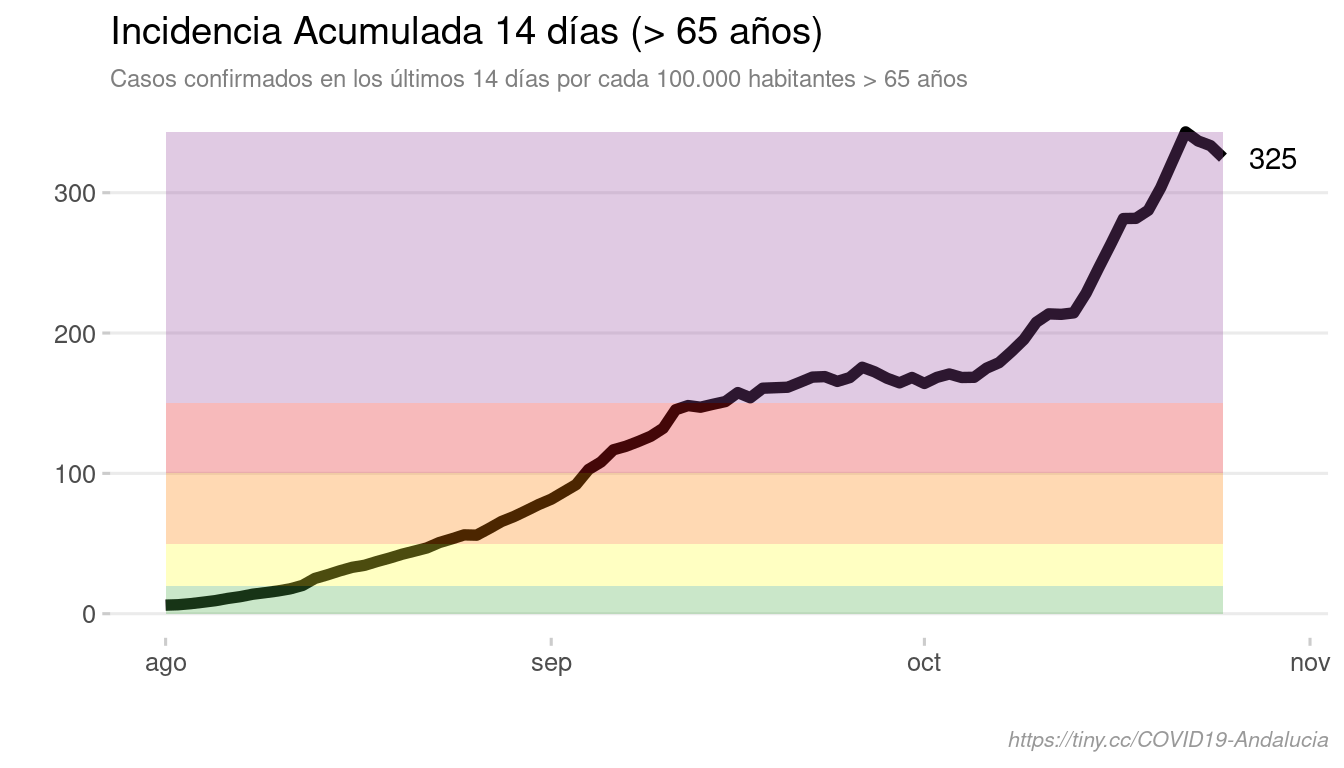 Incidencia Acumulada 14 días (> 65 años)
Casos confirmados en los últimos 14 días por cada 100.000 habitantes > 65 años
325
300
200
100
0
ago sep oct nov
https://tiny.cc/COVID19-Andalucia